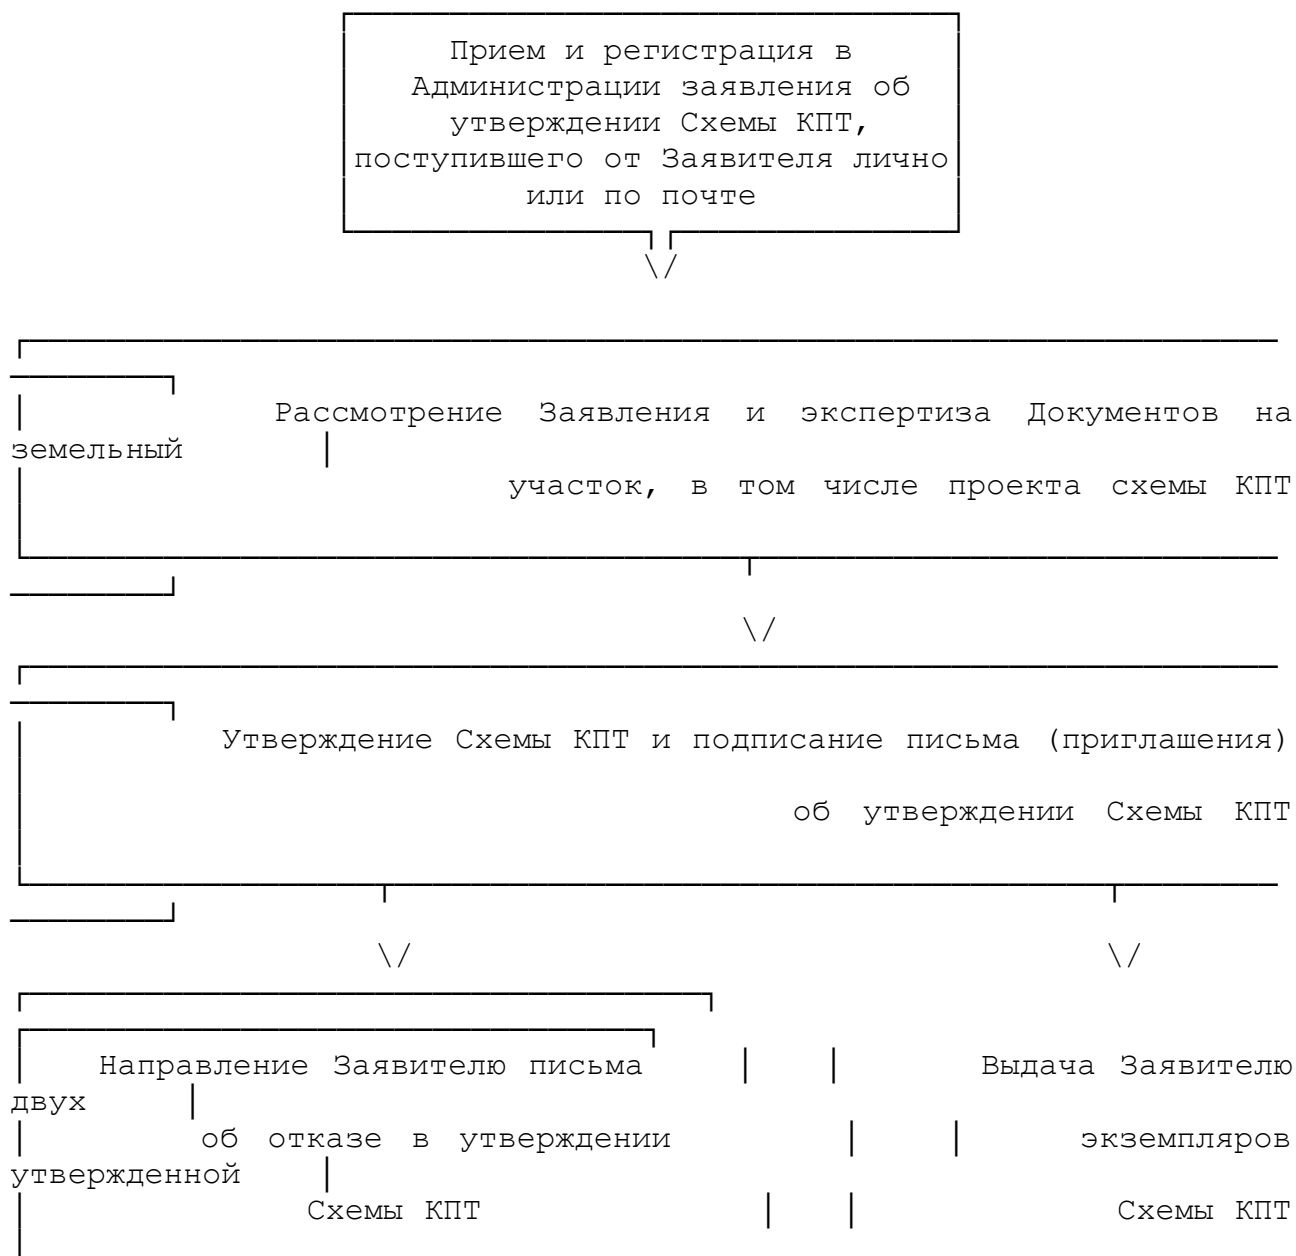 Прием и регистрация в
Администрации заявления об
утверждении Схемы КПТ,
поступившего от Заявителя лично
или по почте
\/
Рассмотрение Заявления и экспертиза Документов на
земельный
участок, в том числе проекта схемы КПТ
\/
Утверждение Схемы КПТ и подписание письма (приглашения)
об утверждении Схемы КПТ
\/ \/
Направление Заявителю письма Выдача Заявителю
двух
об отказе в утверждении экземпляров
утвержденной
Схемы КПТ Схемы КПТ